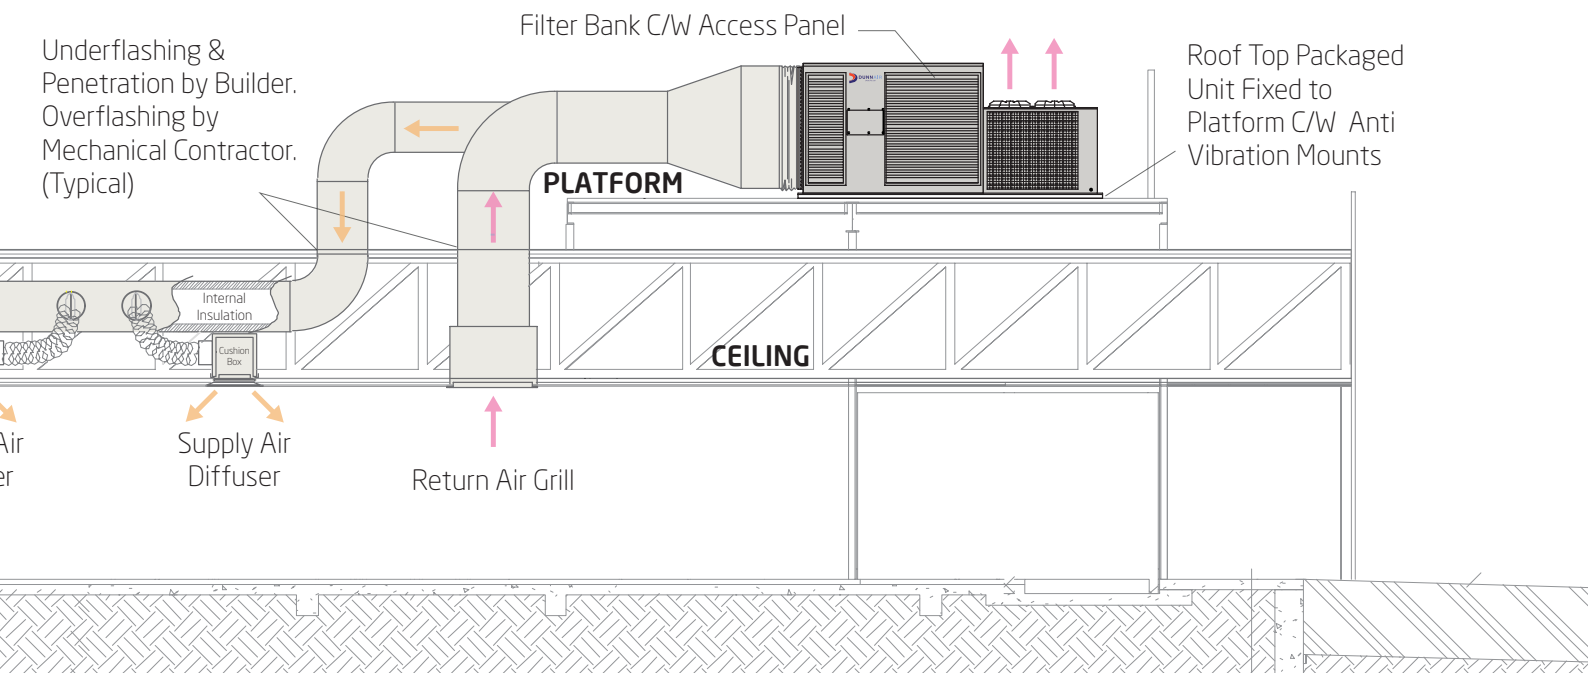 Filter Bank C/W Access Panel
Underflashing &
Penetration by Builder.
Overflashing by
Mechanical Contractor.
(Typical)
Roof Top Packaged
Unit Fixed to
Platform C/W Anti
Vibration Mounts
PLATFORM
Internal
Insulation
Cushion
Box
CEILING
Air
Supply Air
Diffuser
Return Air Grill